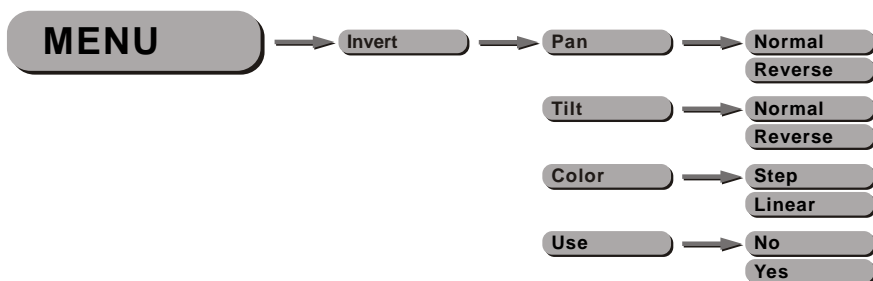 MENU Invert Pan Normal
Reverse
Tilt Normal
Reverse
Color Step
Linear
Use No
Yes